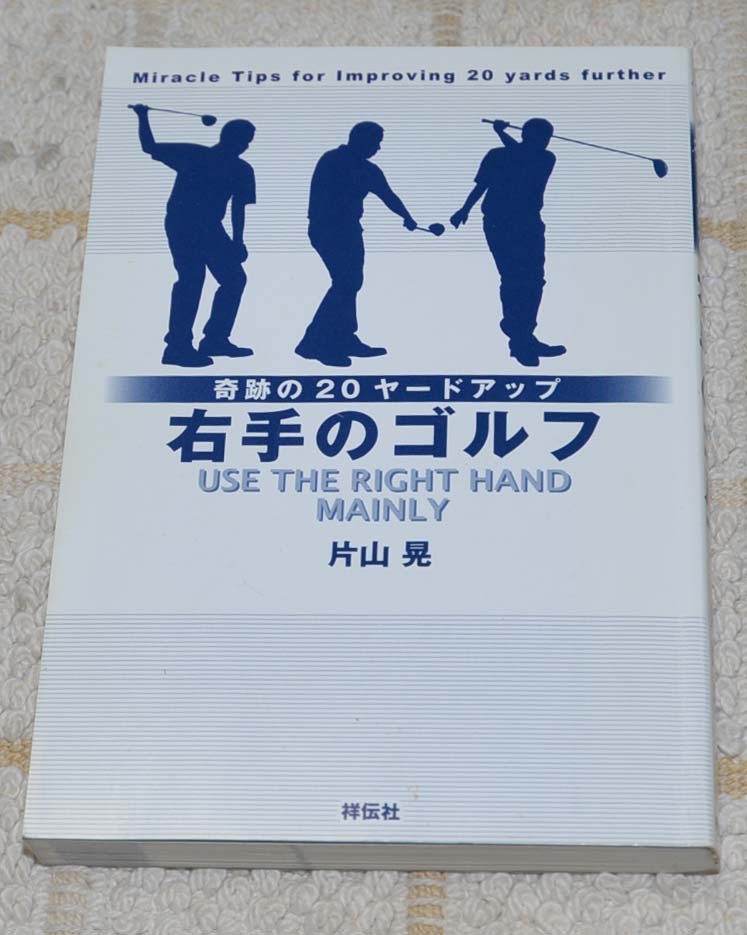 Miracle Tips for Improving 20 yards further
奇跡の20ヤードアップ
右手のゴルフ
USE THE RIGHT HAND
MAINLY
片山 晃
祥伝社